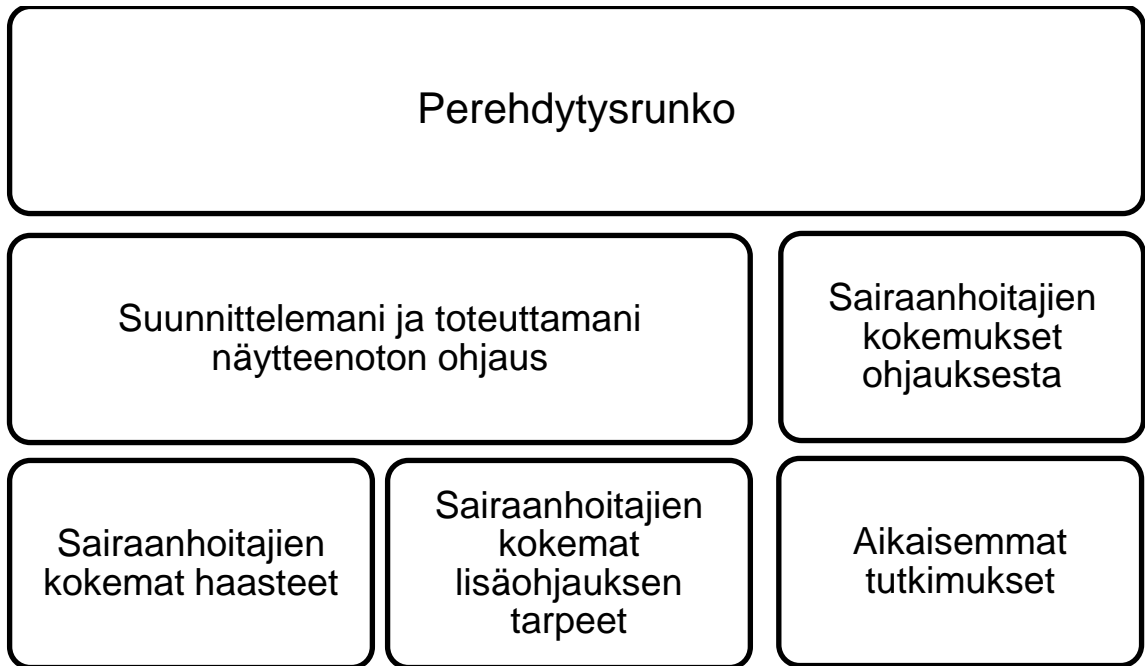 Perehdytysrunko
Suunnittelemani ja toteuttamani
näytteenoton ohjaus
Sairaanhoitajien
kokemukset
ohjauksesta
Sairaanhoitajien
kokemat haasteet
Sairaanhoitajien
kokemat
lisäohjauksen
tarpeet
Aikaisemmat
tutkimukset